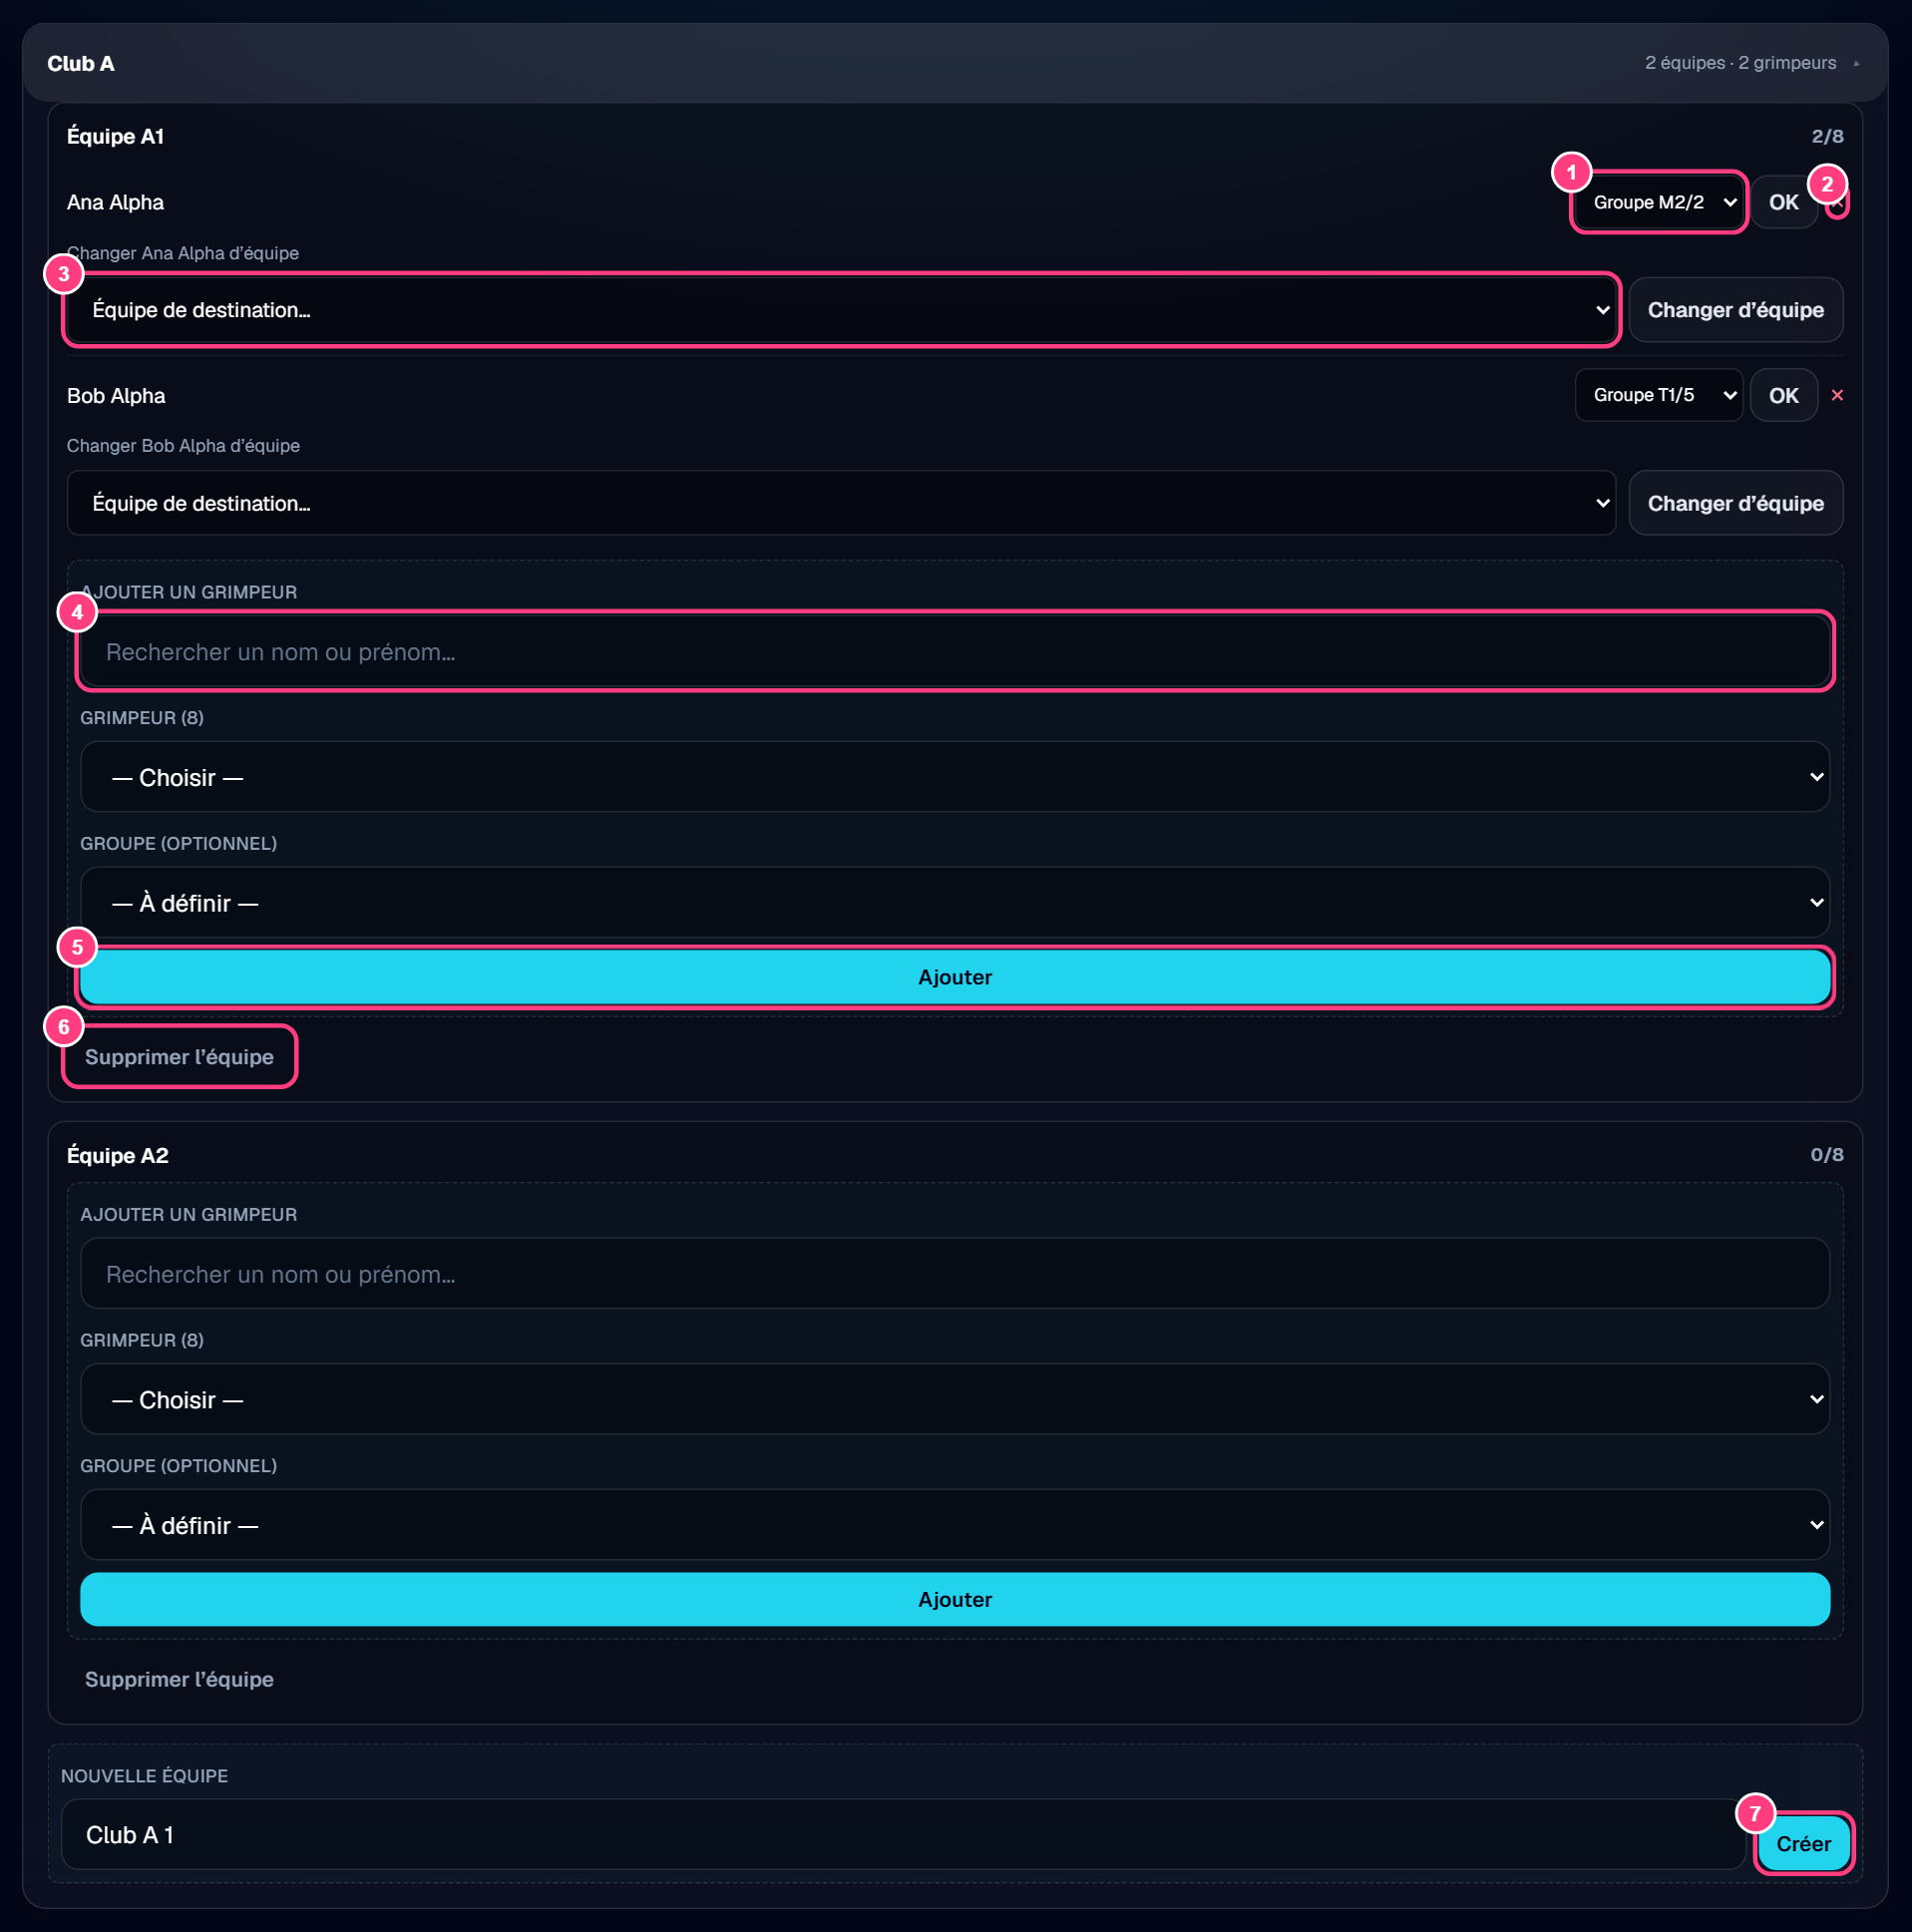 Club A
2 équipes · 2 grimpeurs
Équipe A1
2/8
1
2
Ana Alpha
Groupe M2/2
OK
×
Changer Ana Alpha d’équipe
3
Équipe de destination…
Changer d’équipe
Bob Alpha
Groupe T1/5
OK
×
Changer Bob Alpha d’équipe
Équipe de destination…
Changer d’équipe
AJOUTER UN GRIMPEUR
4
Rechercher un nom ou prénom…
GRIMPEUR (8)
— Choisir —
GROUPE (OPTIONNEL)
— À définir —
5
Ajouter
6
Supprimer l’équipe
Équipe A2
0/8
AJOUTER UN GRIMPEUR
Rechercher un nom ou prénom…
GRIMPEUR (8)
— Choisir —
GROUPE (OPTIONNEL)
— À définir —
Ajouter
Supprimer l’équipe
NOUVELLE ÉQUIPE
7
Club A 1
Créer